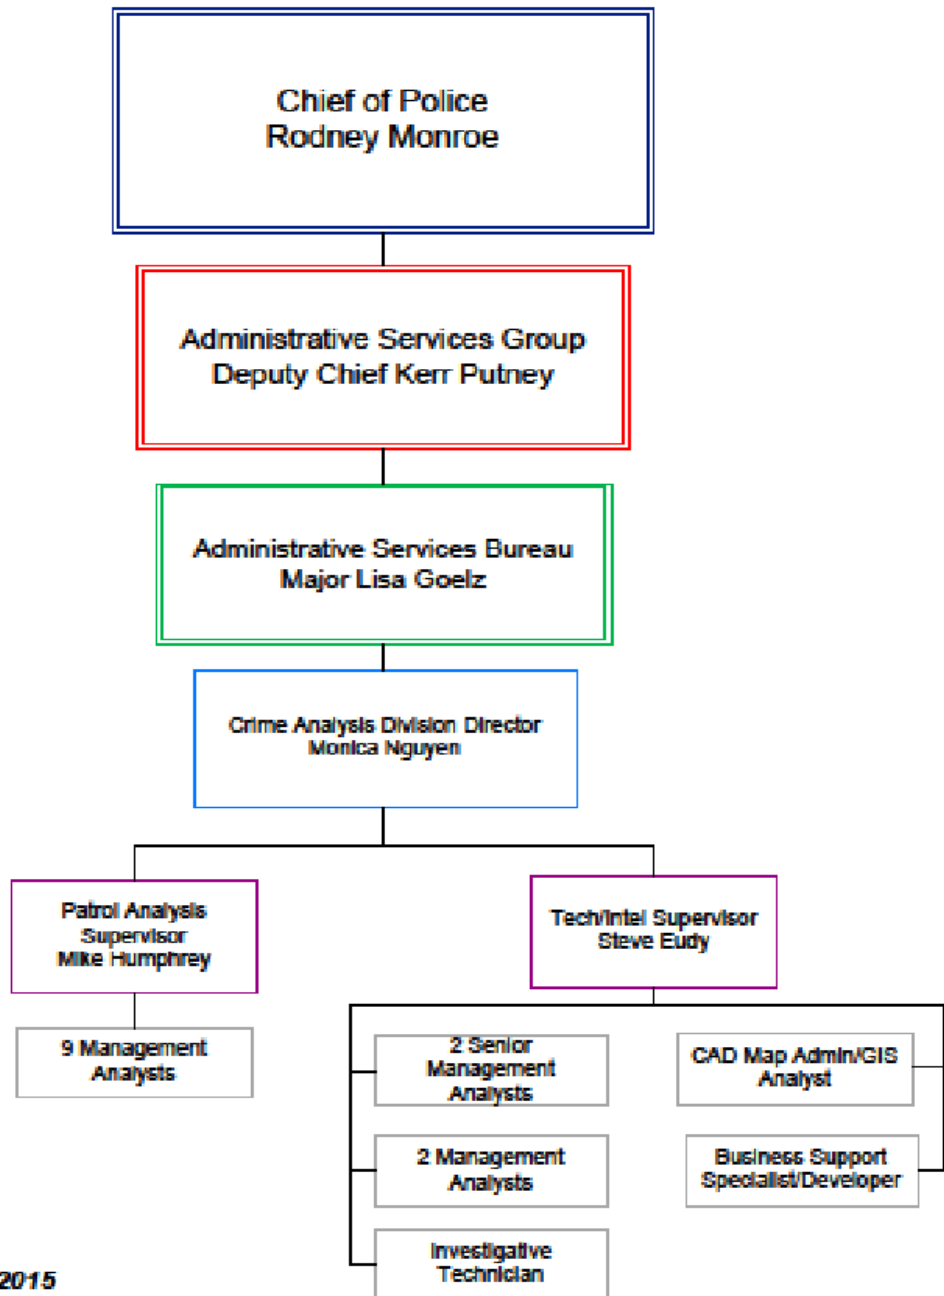 Chief of Police
Rodney Monroe
Administrative Services Group
Deputy Chief Kerr Putney
Administrative Services Bureau
Major Lisa Goelz
Crime Analysis Division Director
Monica Nguyen
Patrol Analysis
Supervisor
Mike Humphrey
Tech/Intel Supervisor
Steve Eudy
9 Management
Analysts
2 Senior
Management
Analysts
CAD Map Admin/GIS
Analyst
2 Management
Analysts
Business Support
Specialist/Developer
Investigative
Technician
2015